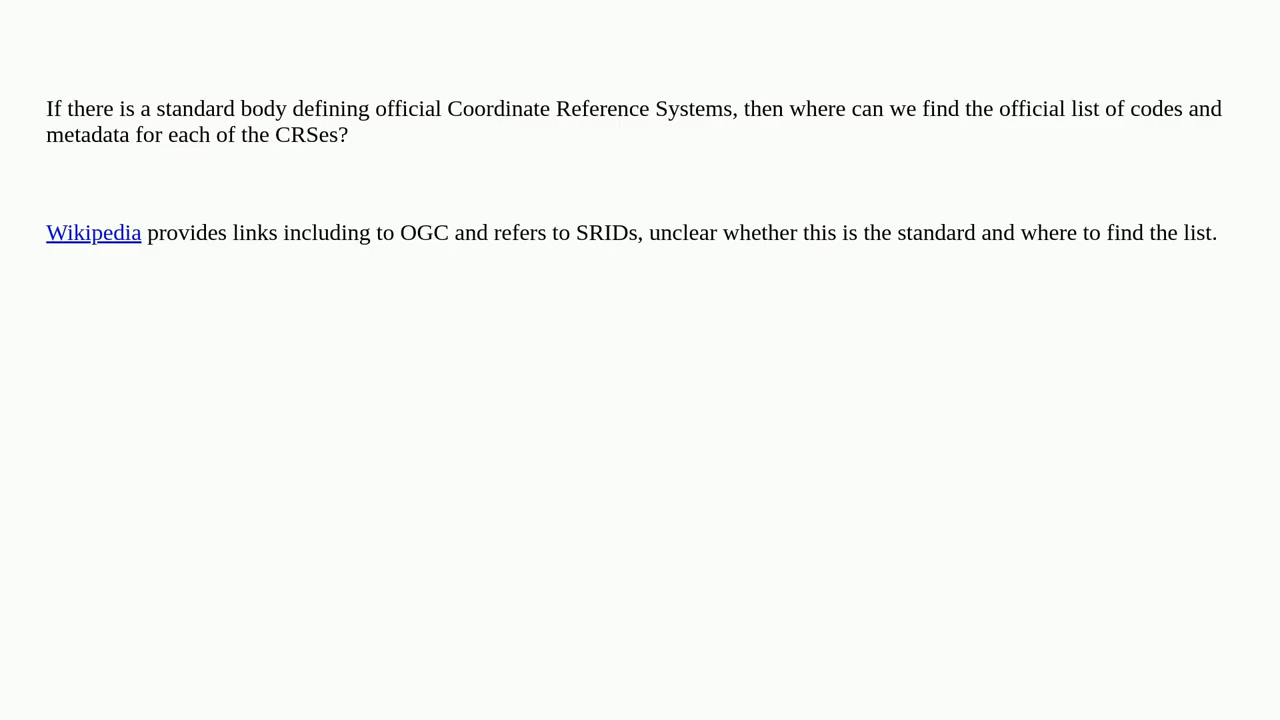 If there is a standard body defining official Coordinate Reference Systems, then where can we find the official list of codes and
metadata for each of the CRSes?
Wikipedia provides links including to OGC and refers to SRIDs, unclear whether this is the standard and where to find the list.